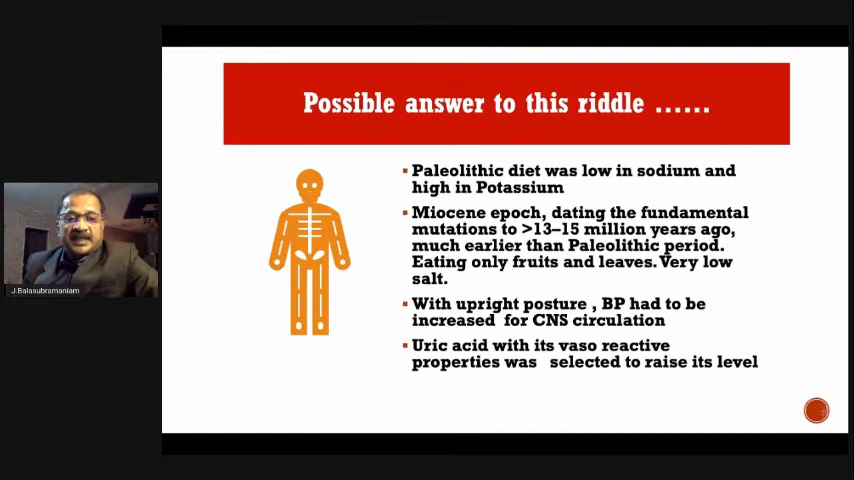 Possible answer to this riddle ......
▪Paleolithic diet was low in sodium and
high in Potassium
▪Miocene epoch, dating the fundamental
mutations to >13–15 million years ago,
much earlier than Paleolithic period.
Eating only fruits and leaves. Very low
salt.
▪With upright posture , BP had to be
increased for CNS circulation
▪Uric acid with its vaso reactive
properties was selected to raise its level
J.Balasubramaniam